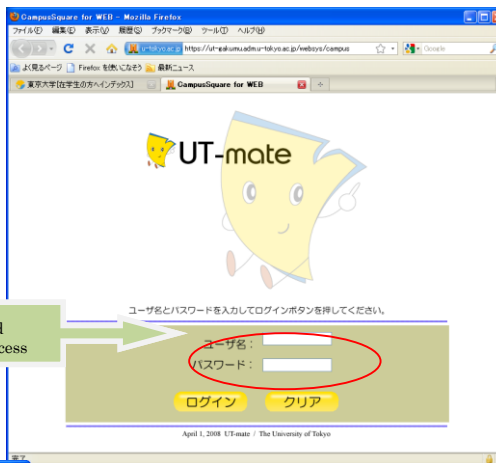 CampusSquare for WEB - Mozilla Firefox
ファイル(F) 編集(E) 表示(V) 履歴(S) ブックマーク(B) ツール(T) ヘルプ(H)
u-tokyo.ac.jp https://ut-gakumu.adm.u-tokyo.ac.jp/websys/campus
Google
よく見るページ Firefox を使いこなそう 最新ニュース
東京大学[在学生の方へインデックス] CampusSquare for WEB
UT-mate
ユーザ名とパスワードを入力してログインボタンを押してください。
ユーザ名：
cess
パスワード：
ログイン クリア
April 1, 2008 UT-mate / The University of Tokyo
完了